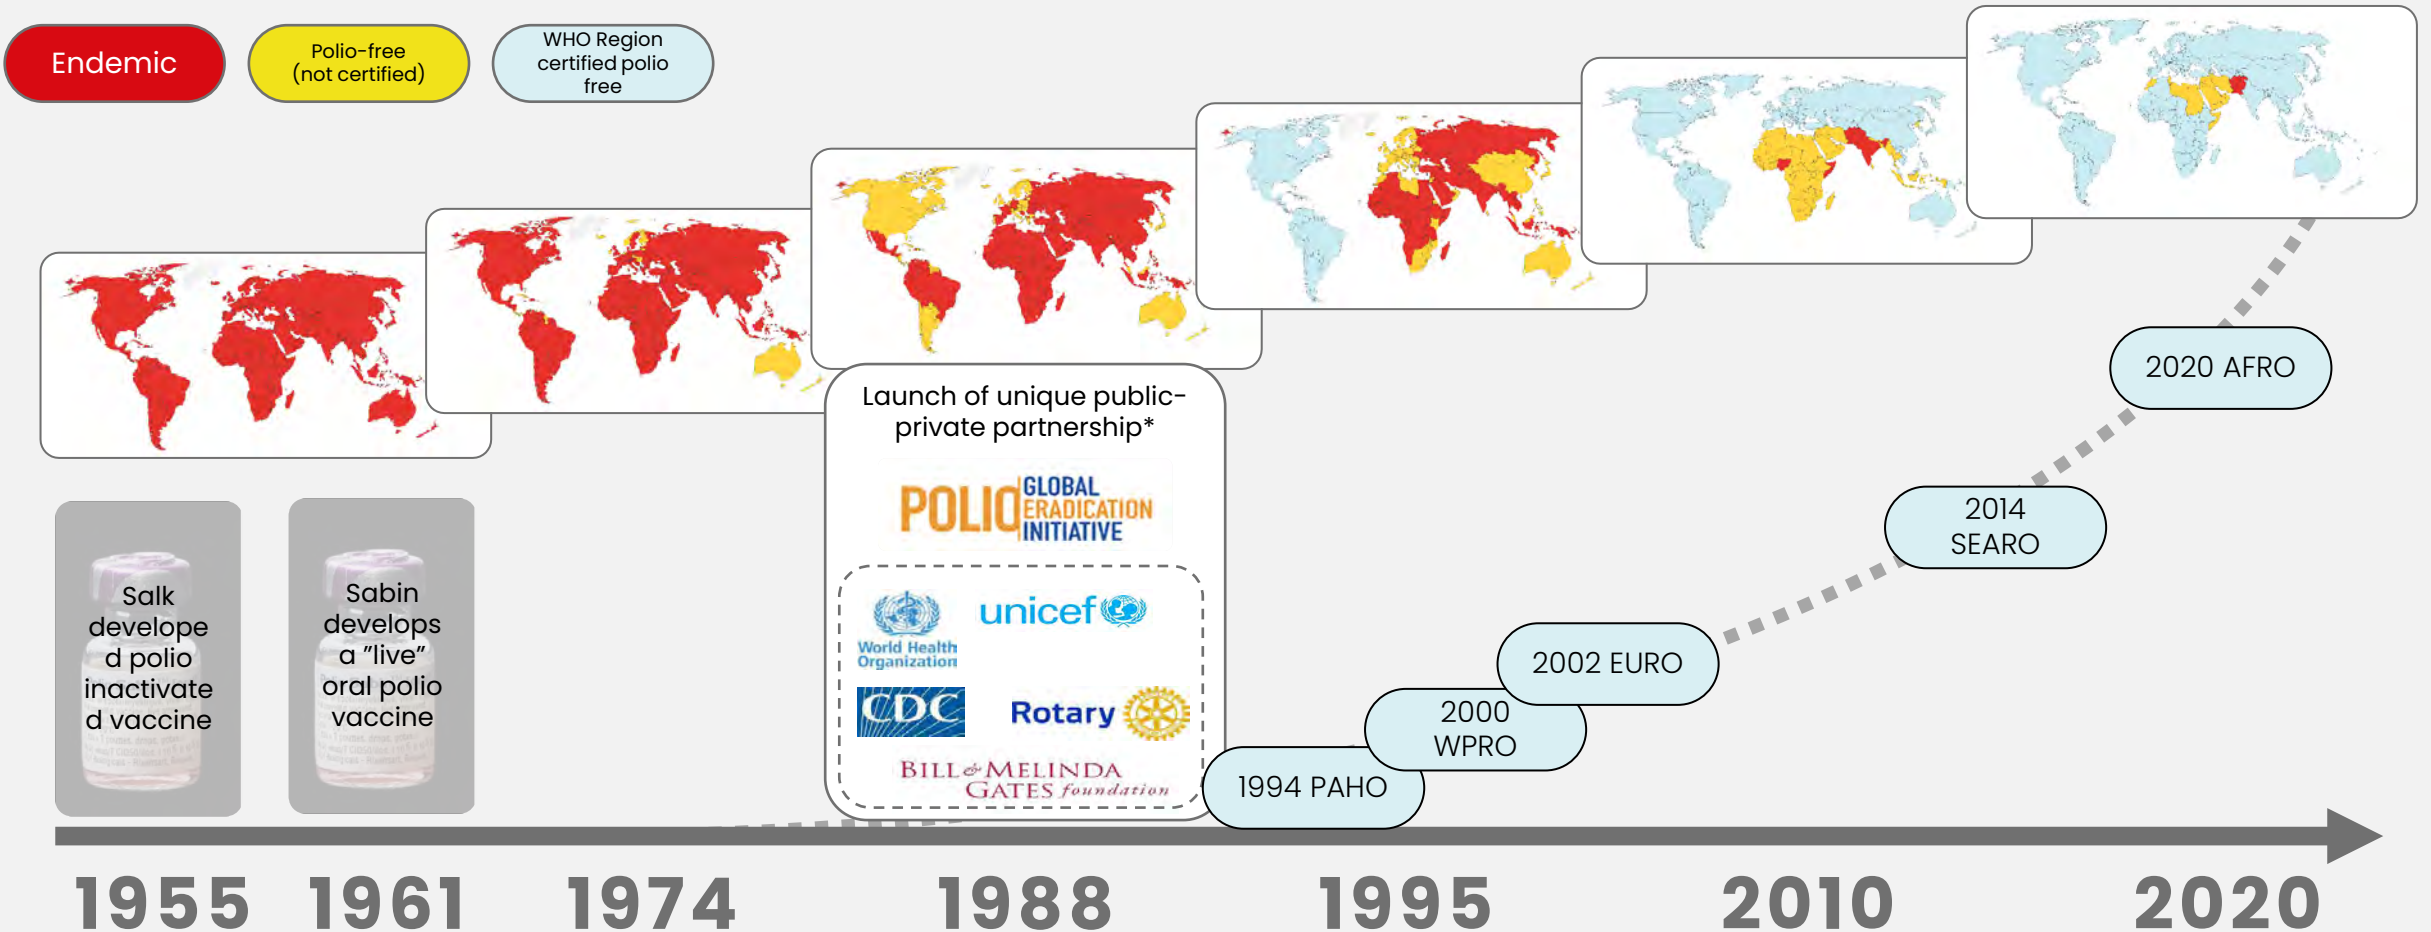 Endemic
Polio-free
(not certified)
WHO Region
certified polio
free
Launch of unique public-
private partnership*
POLIO GLOBAL
ERADICATION
INITIATIVE
World Health
Organization
unicef
CDC
Rotary
BILL & MELINDA
GATES foundation
Salk
develope
d polio
inactivate
d vaccine
Sabin
develops
a ”live”
oral polio
vaccine
1994 PAHO
2000
WPRO
2002 EURO
2014
SEARO
2020 AFRO
1955
1961
1974
1988
1995
2010
2020